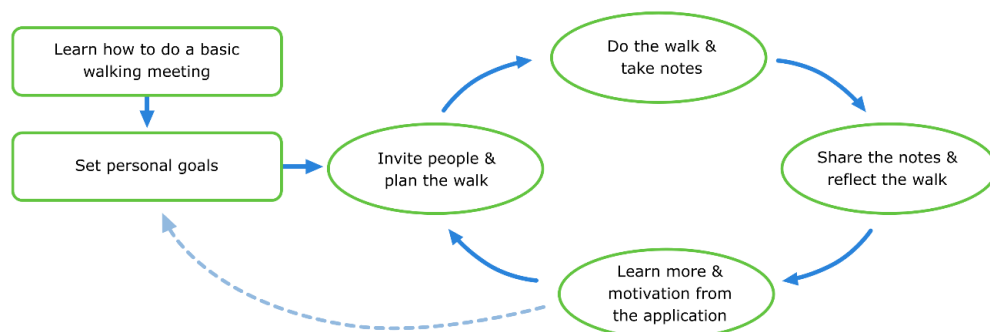 Learn how to do a basic
walking meeting
Set personal goals
Invite people &
plan the walk
Do the walk &
take notes
Share the notes &
reflect the walk
Learn more &
motivation from
the application